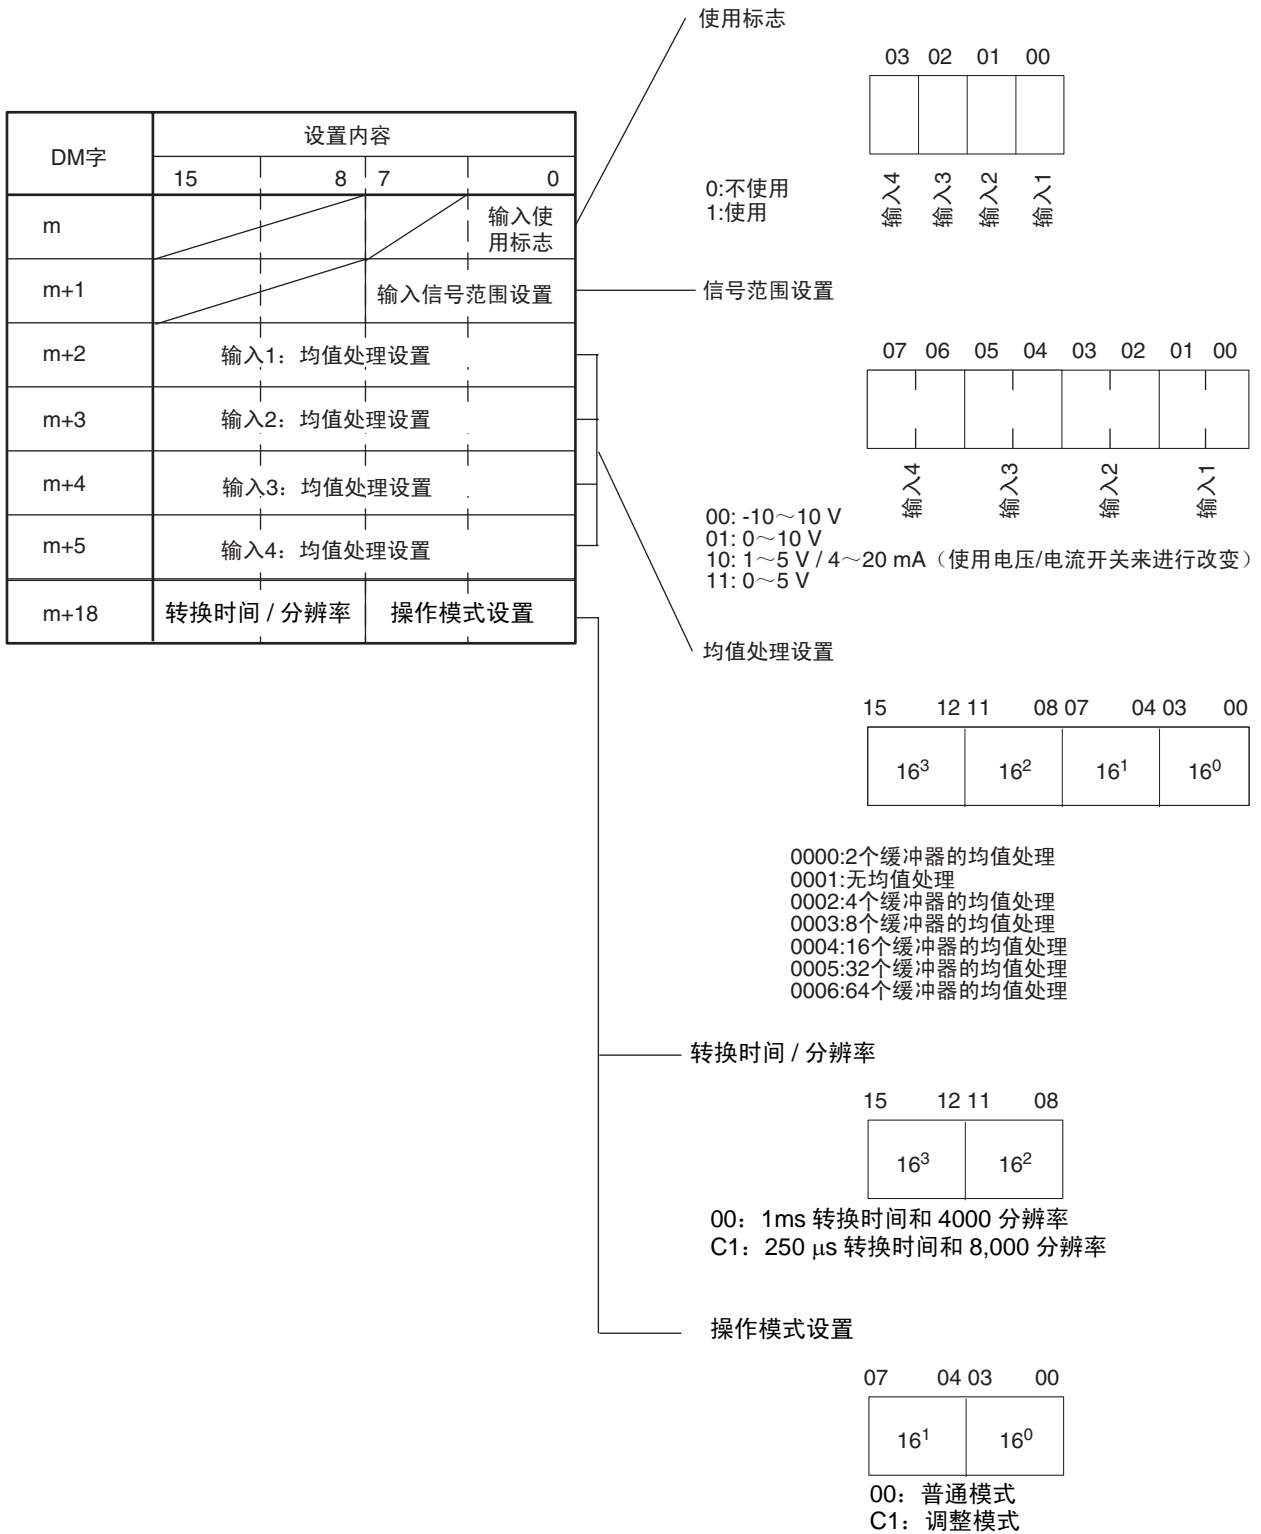 使用标志
03 02 01 00
输入4 输入3 输入2 输入1
0:不使用
1:使用
DM字 设置内容
15 8 7 0
m 输入使
用标志
m+1 输入信号范围设置
m+2 输入1：均值处理设置
m+3 输入2：均值处理设置
m+4 输入3：均值处理设置
m+5 输入4：均值处理设置
m+18 转换时间 / 分辨率 操作模式设置
信号范围设置
07 06 05 04 03 02 01 00
输入4 输入3 输入2 输入1
00: -10～10 V
01: 0～10 V
10: 1～5 V / 4～20 mA（使用电压/电流开关来进行改变）
11: 0～5 V
均值处理设置
15 12 11 08 07 04 03 00
16³ 16² 16¹ 16⁰
0000:2个缓冲器的均值处理
0001:无均值处理
0002:4个缓冲器的均值处理
0003:8个缓冲器的均值处理
0004:16个缓冲器的均值处理
0005:32个缓冲器的均值处理
0006:64个缓冲器的均值处理
转换时间 / 分辨率
15 12 11 08
16³ 16²
00：1ms 转换时间和 4000 分辨率
C1：250 μs 转换时间和 8,000 分辨率
操作模式设置
07 04 03 00
16¹ 16⁰
00：普通模式
C1：调整模式